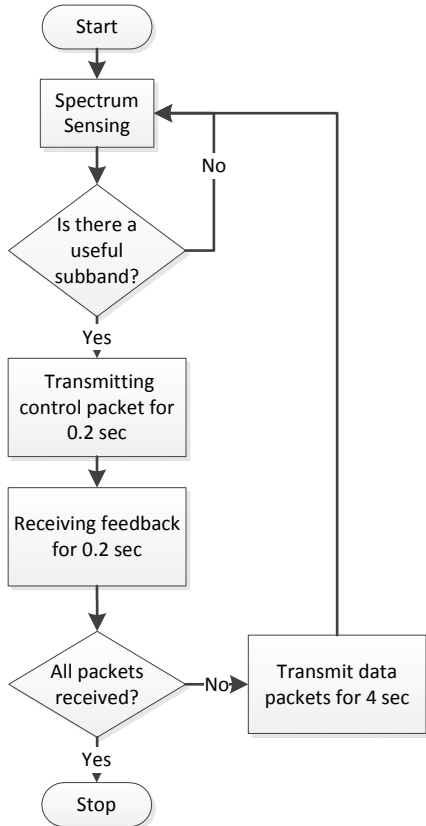 Start
Spectrum
Sensing
No
Is there a
useful
subband?
Yes
Transmitting
control packet for
0.2 sec
Receiving feedback
for 0.2 sec
All packets
received?
No
Transmit data
packets for 4 sec
Yes
Stop